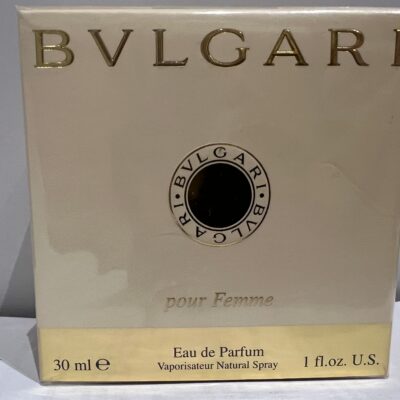 BVLGARI
BVLGARI · BVLGARI ·
pour Femme
30 ml ℮
Eau de Parfum
Vaporisateur Natural Spray
1 fl.oz. U.S.